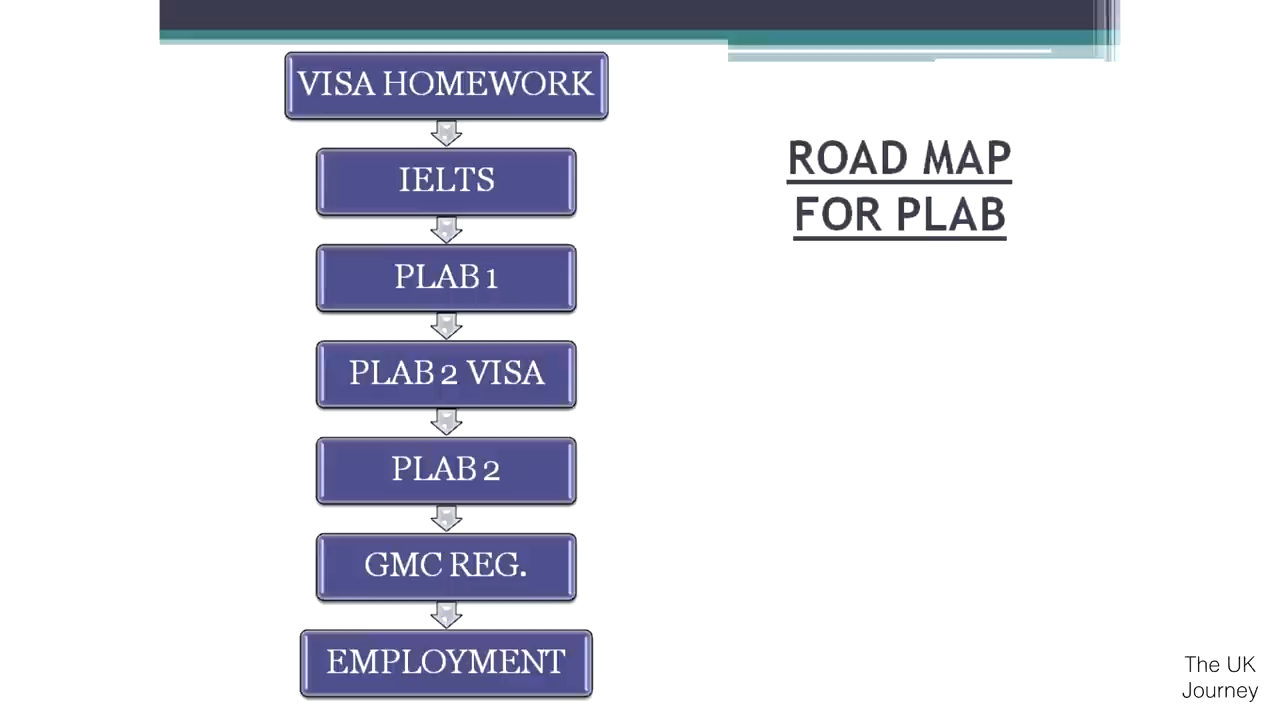 VISA HOMEWORK
IELTS
PLAB 1
PLAB 2 VISA
PLAB 2
GMC REG.
EMPLOYMENT
ROAD MAP
FOR PLAB
The UK
Journey